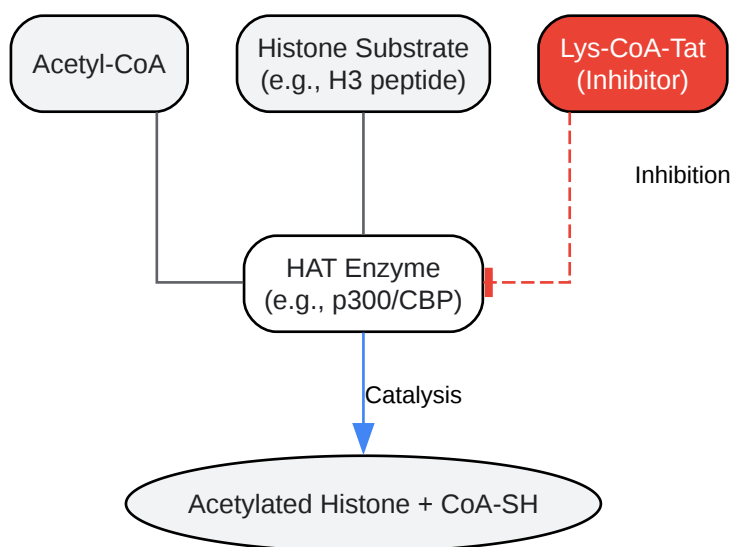 Acetyl-CoA
Histone Substrate
(e.g., H3 peptide)
Lys-CoA-Tat
(Inhibitor)
Inhibition
HAT Enzyme
(e.g., p300/CBP)
Catalysis
Acetylated Histone + CoA-SH